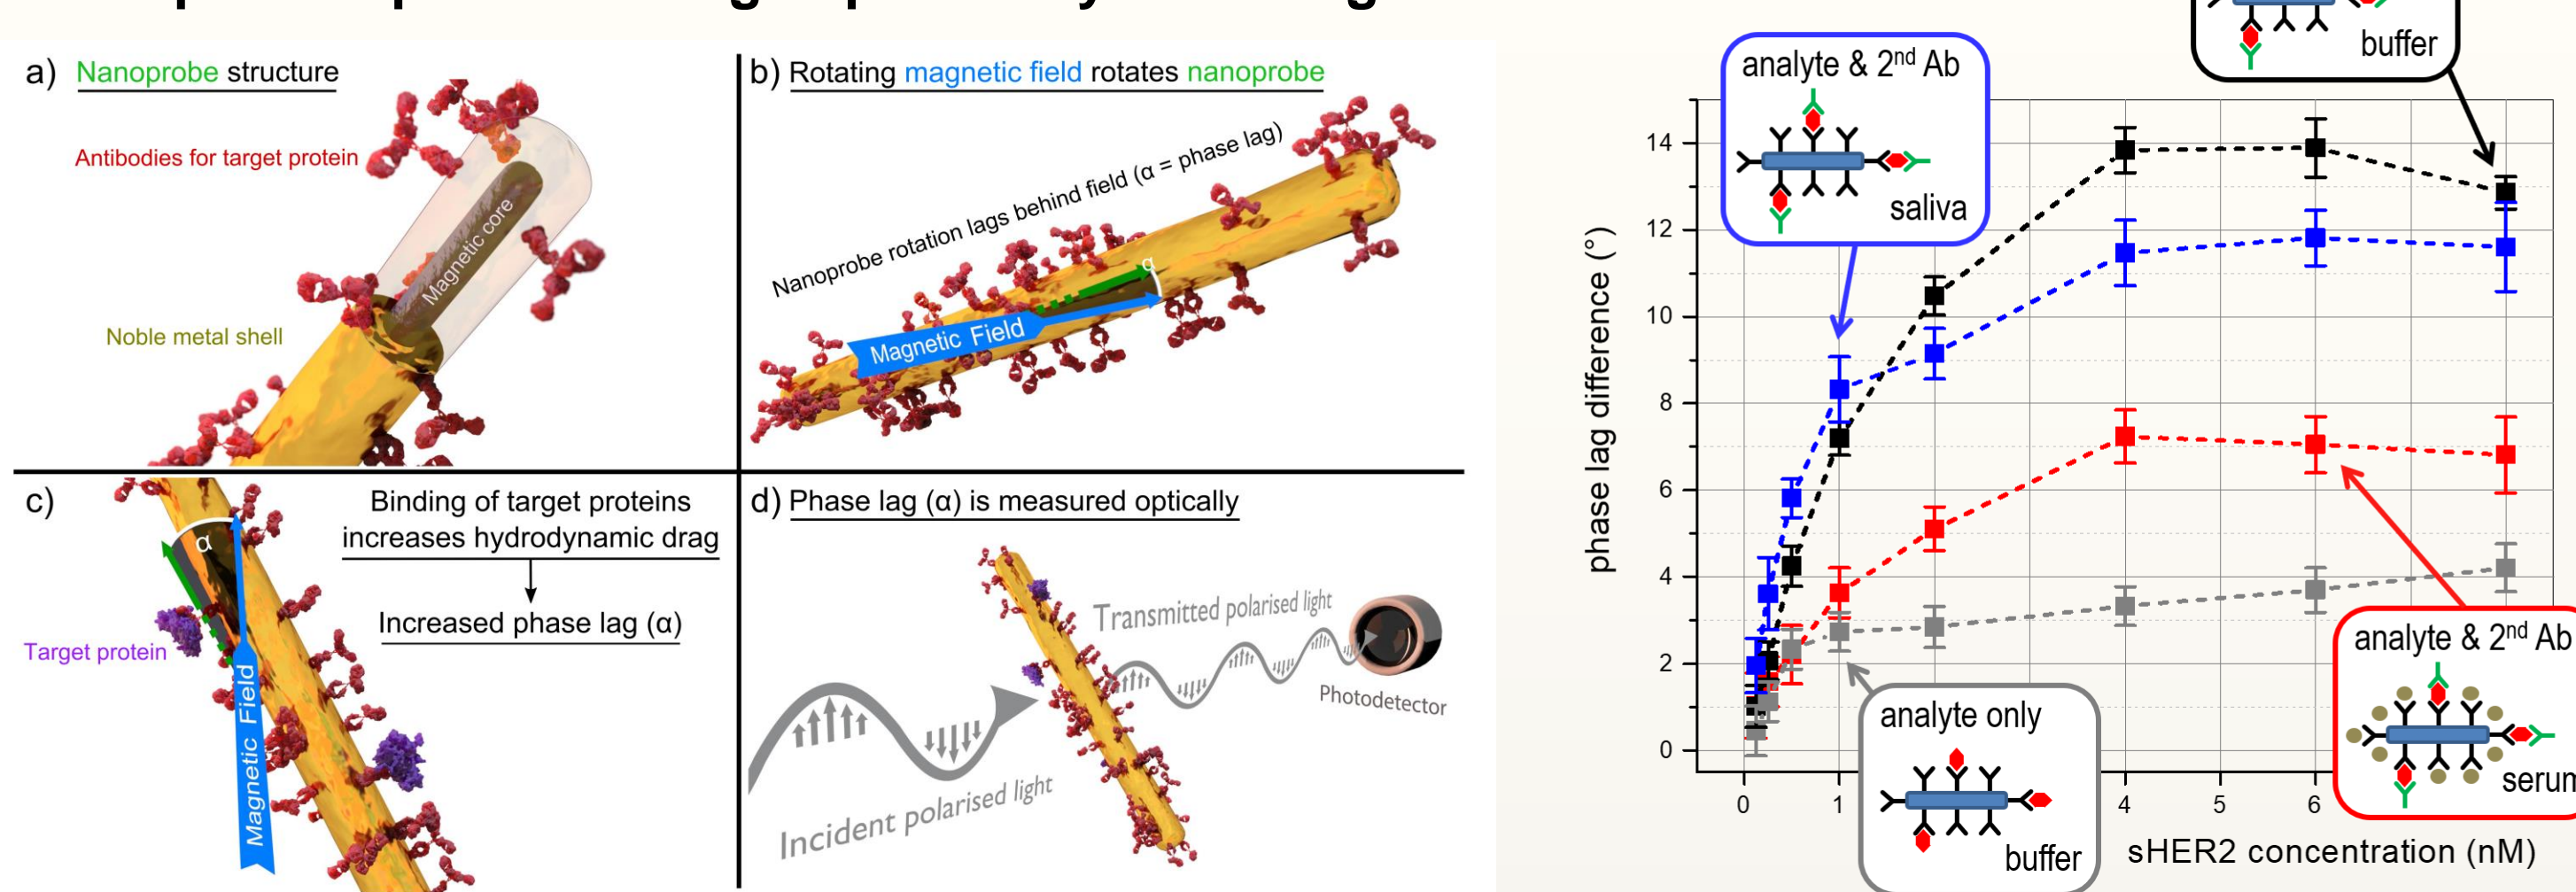 a) Nanoprobe structure
Antibodies for target protein
Magnetic core
Noble metal shell
b) Rotating magnetic field rotates nanoprobe
Nanoprobe rotation lags behind field (α = phase lag)
α
Magnetic Field
c)
Binding of target proteins
increases hydrodynamic drag
Increased phase lag (α)
α
Target protein
Magnetic Field
d) Phase lag (α) is measured optically
Transmitted polarised light
Photodetector
Incident polarised light
buffer
analyte & 2nd Ab
saliva
phase lag difference (°)
14
12
10
8
6
4
2
0
0
1
4
5
6
analyte only
buffer
analyte & 2nd Ab
serum
sHER2 concentration (nM)